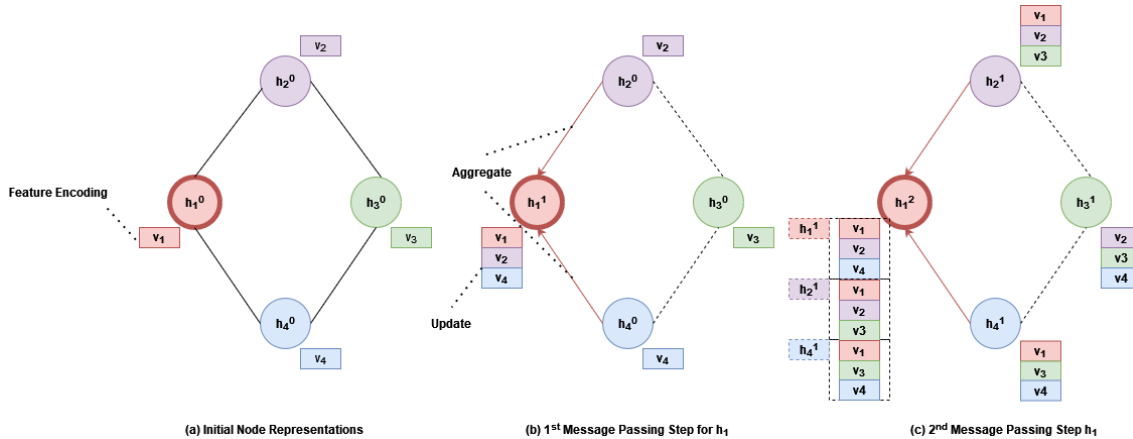 v₂
h₂⁰
Feature Encoding
h₁⁰
v₁
h₃⁰
v₃
h₄⁰
v₄
(a) Initial Node Representations
v₂
h₂⁰
Aggregate
h₁¹
v₁
v₂
v₄
h₃⁰
v₃
Update
h₄⁰
v₄
(b) 1ˢᵗ Message Passing Step for h₁
v₁
v₂
v3
h₂¹
h₁²
h₃¹
v₂
v3
v4
h₁¹
v₁
v₂
v₄
h₂¹
v₁
v₂
v3
h₄¹
v₁
v₃
v4
h₄¹
v₁
v₃
v4
(c) 2ⁿᵈ Message Passing Step h₁